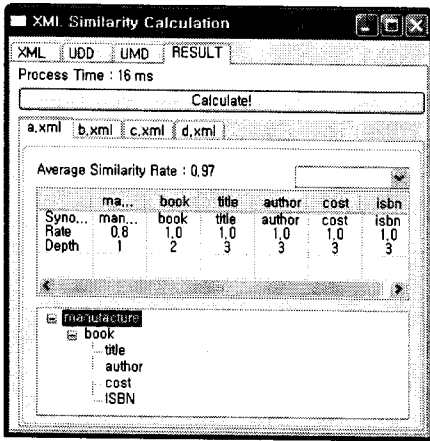 XML Similarity Calculation
XML UDD UMD RESULT
Process Time : 16 ms
Calculate!
a,xml b,xml c,xml d,xml
Average Similarity Rate : 0,97
ma... book title author cost isbn
Syno... man... book title author cost isbn
Rate 0,8 1,0 1,0 1,0 1,0 1,0
Depth 1 2 3 3 3 3
manufacture
book
title
author
cost
ISBN